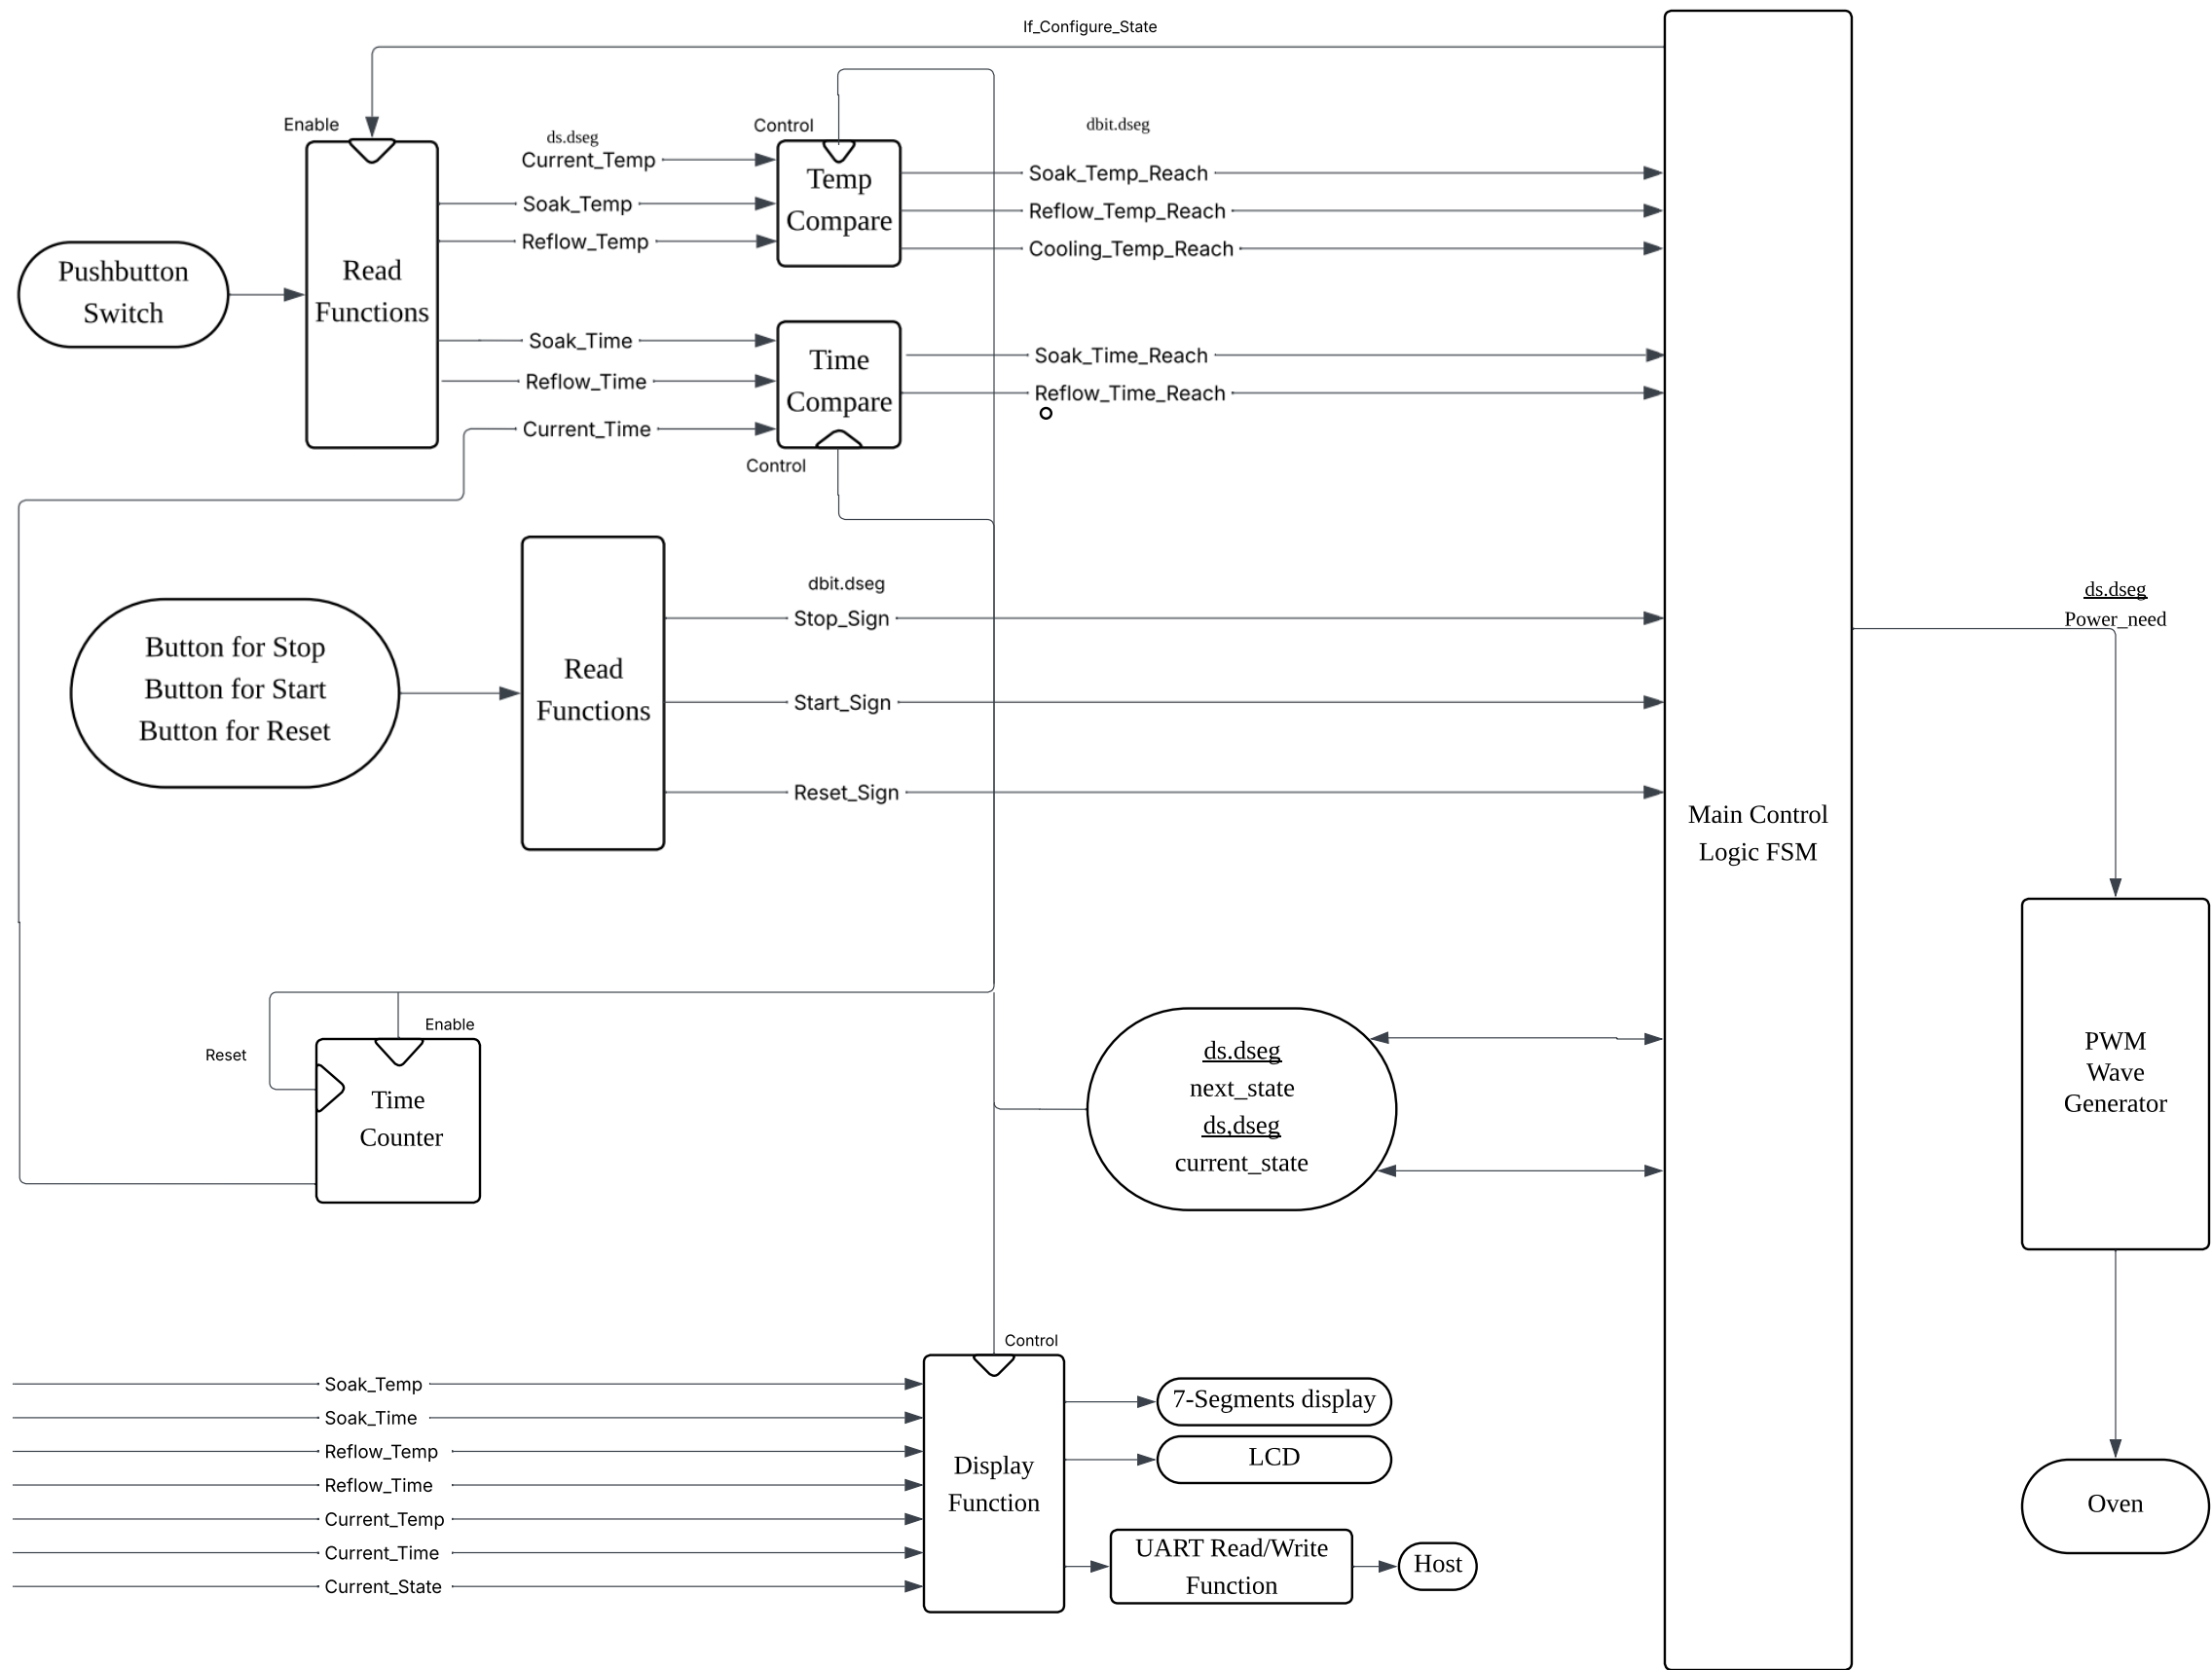 If_Configure_State
Enable
ds.dseg
Current_Temp
Control
dbit.dseg
Soak_Temp
Reflow_Temp
Temp
Compare
Soak_Temp_Reach
Reflow_Temp_Reach
Cooling_Temp_Reach
Pushbutton
Switch
Read
Functions
Soak_Time
Reflow_Time
Current_Time
Time
Compare
Control
Soak_Time_Reach
Reflow_Time_Reach
Button for Stop
Button for Start
Button for Reset
Read
Functions
dbit.dseg
Stop_Sign
Start_Sign
Reset_Sign
Main Control
Logic FSM
ds.dseg
Power_need
Reset
Enable
Time
Counter
ds.dseg
next_state
ds,dseg
current_state
PWM
Wave
Generator
Control
Soak_Temp
Soak_Time
Reflow_Temp
Reflow_Time
Current_Temp
Current_Time
Current_State
Display
Function
7-Segments display
LCD
UART Read/Write
Function
Host
Oven